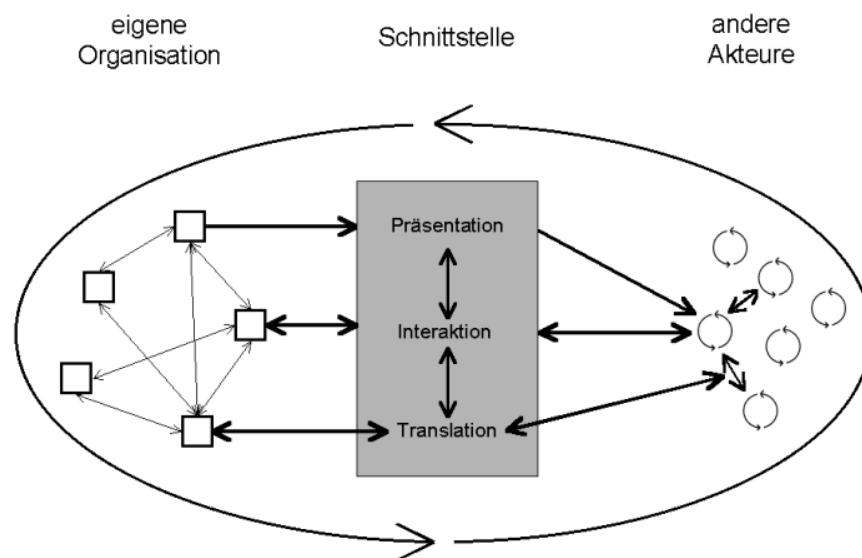 eigene
Organisation
Schnittstelle
andere
Akteure
Präsentation
Interaktion
Translation